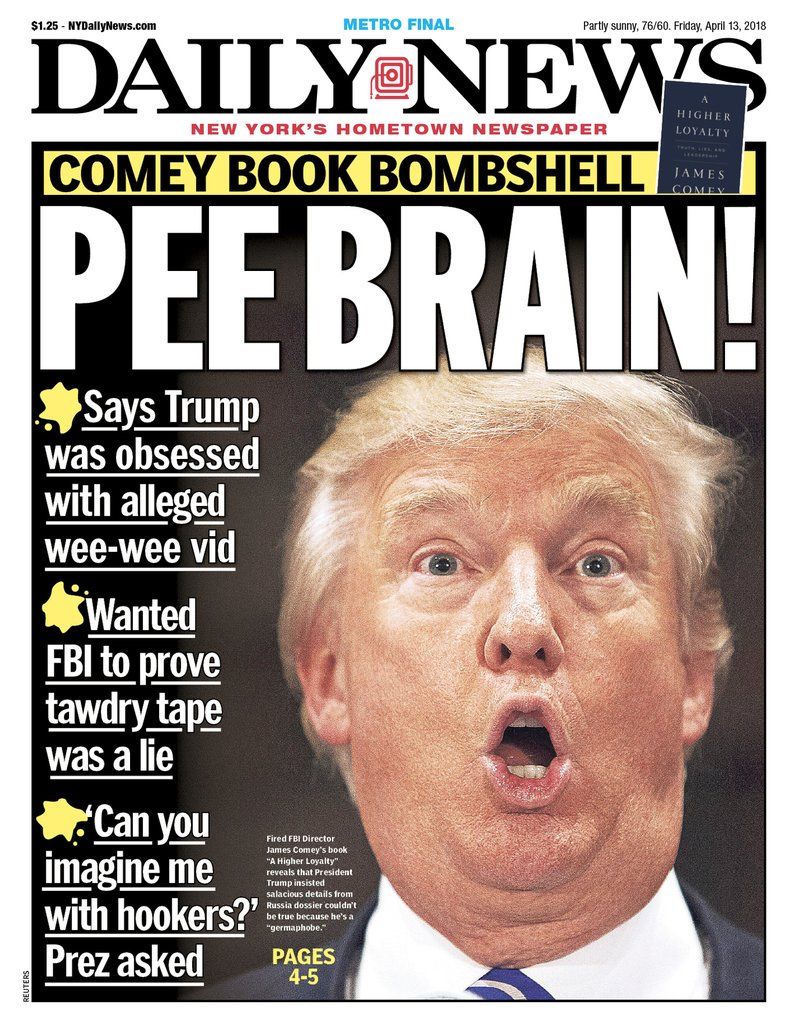 $1.25 - NYDailyNews.com
METRO FINAL
Partly sunny, 76/60. Friday, April 13, 2018
DAILY NEWS
NEW YORK'S HOMETOWN NEWSPAPER
A
HIGHER
LOYALTY
TRUTH, LIES, AND
LEADERSHIP
JAMES
COMEY
COMEY BOOK BOMBSHELL
PEE BRAIN!
Says Trump
was obsessed
with alleged
wee-wee vid
Wanted
FBI to prove
tawdry tape
was a lie
'Can you
imagine me
with hookers?'
Prez asked
Fired FBI Director
James Comey's book
"A Higher Loyalty"
reveals that President
Trump insisted
salacious details from
Russia dossier couldn't
be true because he's a
"germaphobe."
PAGES
4-5
REUTERS